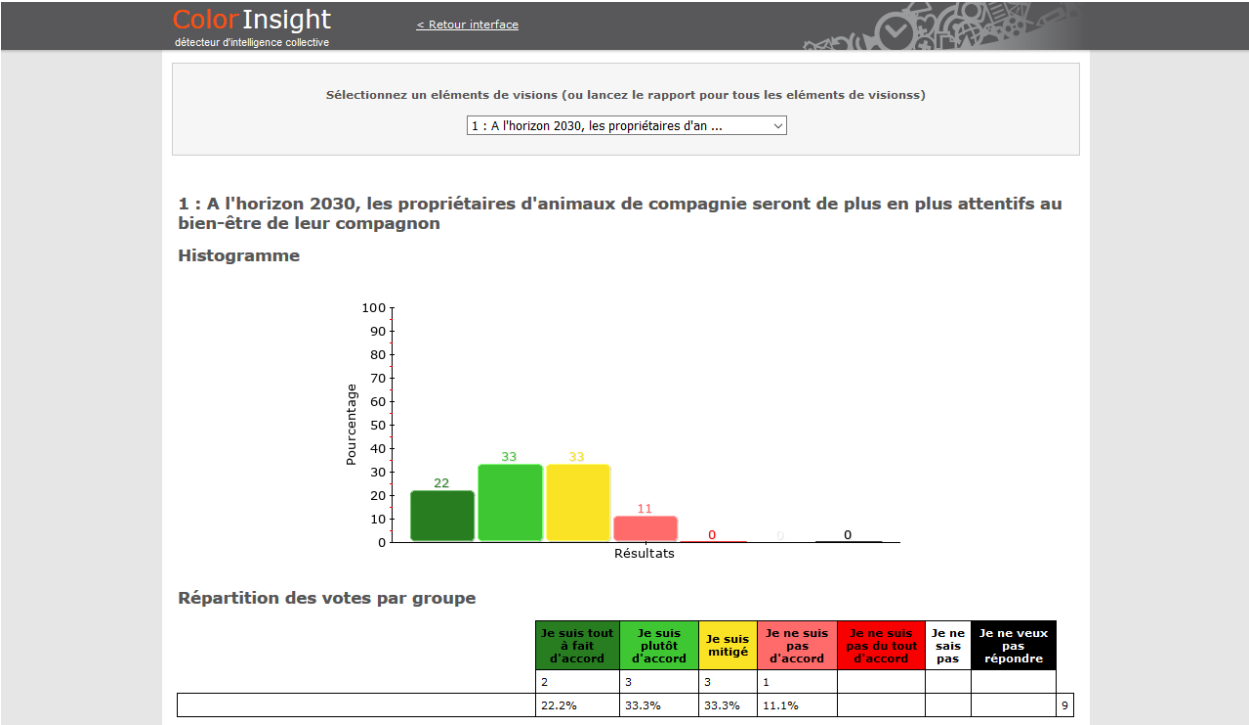 ColorInsight
détecteur d'intelligence collective
< Retour interface
Sélectionnez un eléments de visions (ou lancez le rapport pour tous les eléments de visionss)
1 : A l'horizon 2030, les propriétaires d'an ...
1 : A l'horizon 2030, les propriétaires d'animaux de compagnie seront de plus en plus attentifs au
bien-être de leur compagnon
Histogramme
100
90
80
70
60
50
40
30
20
10
0
Pourcentage
22
33
33
11
0
0
0
Résultats
Répartition des votes par groupe
Je suis tout à fait d'accord
Je suis plutôt d'accord
Je suis mitigé
Je ne suis pas d'accord
Je ne suis pas du tout d'accord
Je ne sais pas
Je ne veux pas répondre
2 3 3 1
22.2% 33.3% 33.3% 11.1% 9